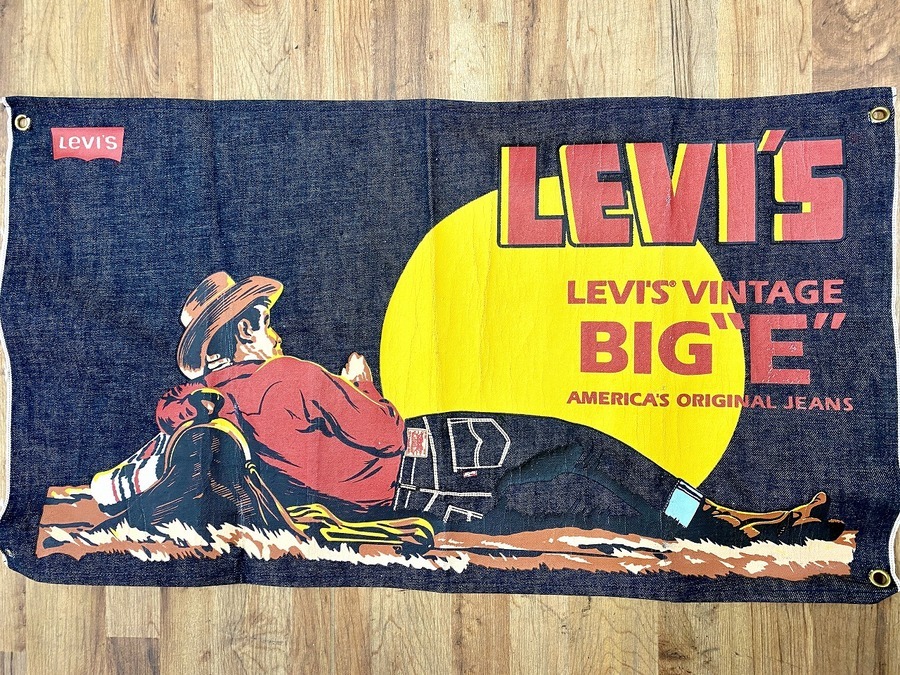 LEVI'S
LEVI'S
LEVI'S® VINTAGE
BIG "E"
AMERICA'S ORIGINAL JEANS